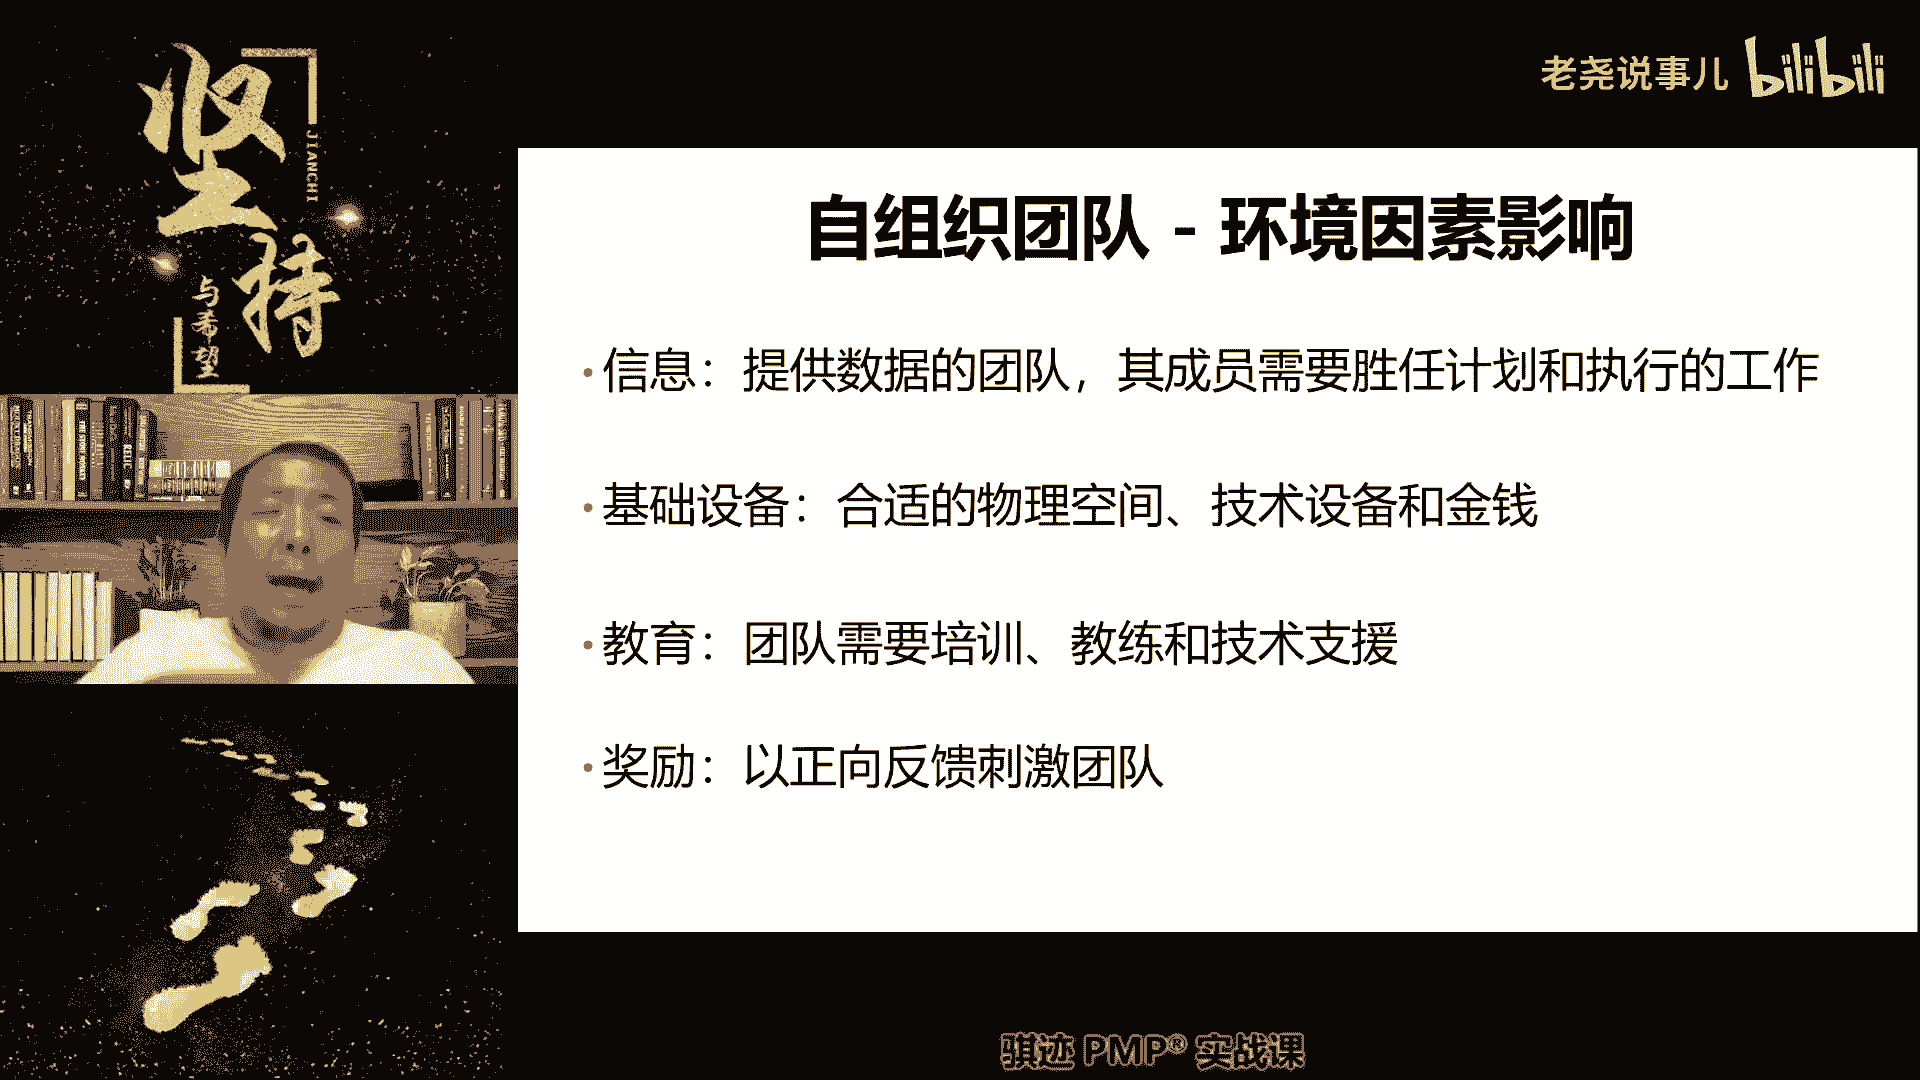 坚持
JIANCHI
与希望
老尧说事儿 bilibili
自组织团队 - 环境因素影响
• 信息：提供数据的团队，其成员需要胜任计划和执行的工作
• 基础设备：合适的物理空间、技术设备和金钱
• 教育：团队需要培训、教练和技术支援
• 奖励：以正向反馈刺激团队
骐迹 PMP® 实战课